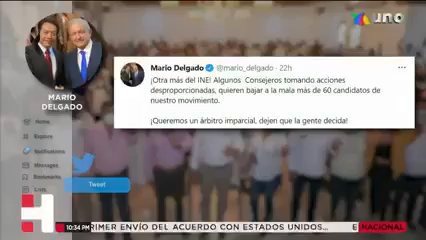 uno
Mario Delgado @mario_delgado · 22h
¡Otra más del INE! Algunos Consejeros tomando acciones
desproporcionadas, quieren bajar a la mala más de 60 candidatos de
nuestro movimiento.
¡Queremos un árbitro imparcial, dejen que la gente decida!
MARIO
DELGADO
Home
Explore
Notifications
Messages
Bookmarks
Lists
Tweet
H
10:34 PM
PRIMER ENVÍO DEL ACUERDO CON ESTADOS UNIDOS...
NACIONAL